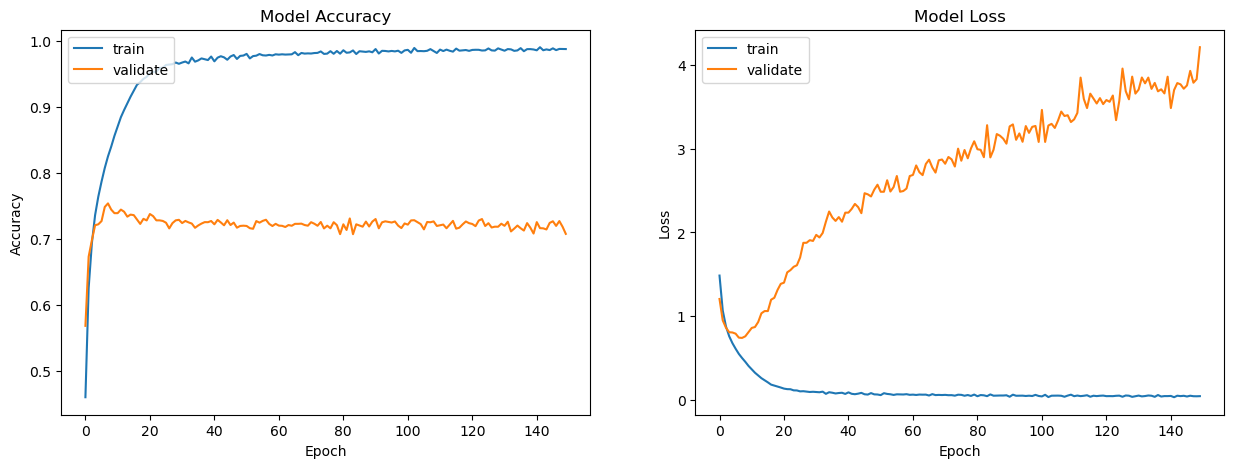 Model Accuracy
train
validate
1.0
0.9
0.8
0.7
0.6
0.5
Accuracy
0 20 40 60 80 100 120 140
Epoch
Model Loss
train
validate
4
3
2
1
0
Loss
0 20 40 60 80 100 120 140
Epoch